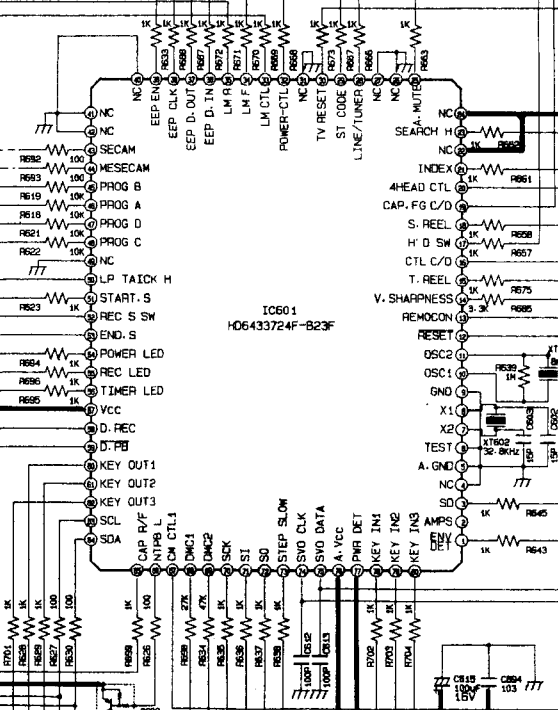 IC601
HD6433724F-B23F
NC
EEP EN
EEP CLK
EEP D. OUT
EEP D. IN
LM R
LM F
LM CTL
POWER-CTL
NC
TV RESET
ST CODE
LINE/TUNER
NC
NC
A. MUTE
1K
R633
R667
R672
R671
R670
R669
R668
R673
R663
NC
NC
SECAM
MESECAM
PROG B
PROG A
PROG D
PROG C
NC
LP TAICK H
START. S
REC S SW
END. S
POWER LED
REC LED
TIMER LED
Vcc
D. REC
D. PB
KEY OUT1
KEY OUT2
KEY OUT3
SCL
SDA
R692 100
R693 100
R619 10K
R618 10K
R621 10K
R622 10K
R623 1K
R694 1K
R696 1K
R695 1K
NC
SEARCH H
NC
INDEX
4HEAD CTL
CAP. FG C/D
S. REEL
H' D SW
CTL C/D
T. REEL
V. SHARPNESS
REMOCON
RESET
OSC2
OSC1
GND
X1
X2
TEST
A. GND
NC
SD
AMPS
ENV DET
1K R662
1K R661
1K R658
1K R657
1K R675
3.3K R685
R639
1M
XT602
32.8KHz
C603
15P
C602
15P
1K R645
1K R643
CAP R/F
NTPB L
CM CTL1
DMC1
DMC2
SCK
SI
SO
STEP SLOW
SVO CLK
SVO DATA
A. Vcc
PWR DET
KEY IN1
KEY IN2
KEY IN3
R701 1K
R628 1K
R629 1K
R627 100
R630 100
R659 1K
R626 100
R698 27K
R634 47K
R635 1K
R636 1K
R637 1K
R638 1K
C612
100P
C613
100P
R702 1K
R703 1K
R704 1K
C615
100uF
16V
C694
103